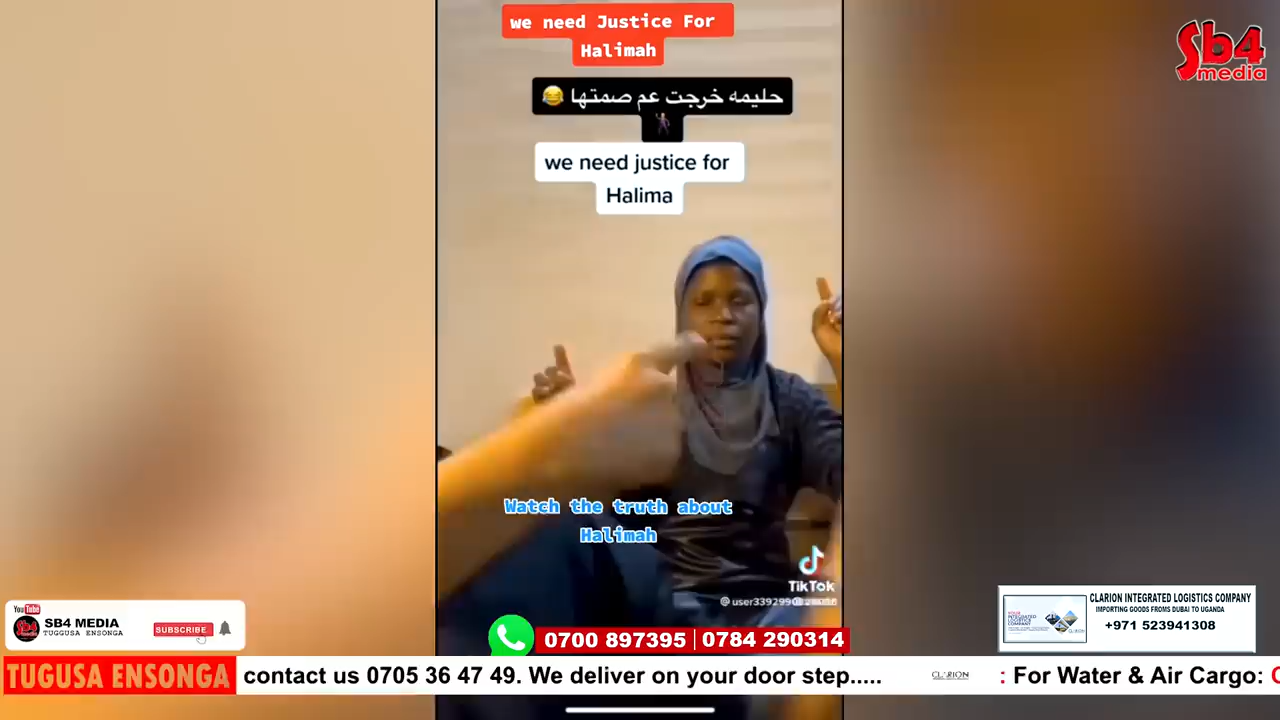 we need Justice For
Halimah
Sb4
media
حليمه خرجت عم صمتها 😂
we need justice for
Halima
Watch the truth about
Halimah
TikTok
YouTube
SB4 MEDIA
TUGGUSA ENSONGA
SUBSCRIBE
CLARION INTEGRATED LOGISTICS COMPANY
IMPORTING GOODS FROMS DUBAI TO UGANDA
+971 523941308
0700 897395 | 0784 290314
TUGUSA ENSONGA
contact us 0705 36 47 49. We deliver on your door step.....
CLARION
: For Water & Air Cargo: